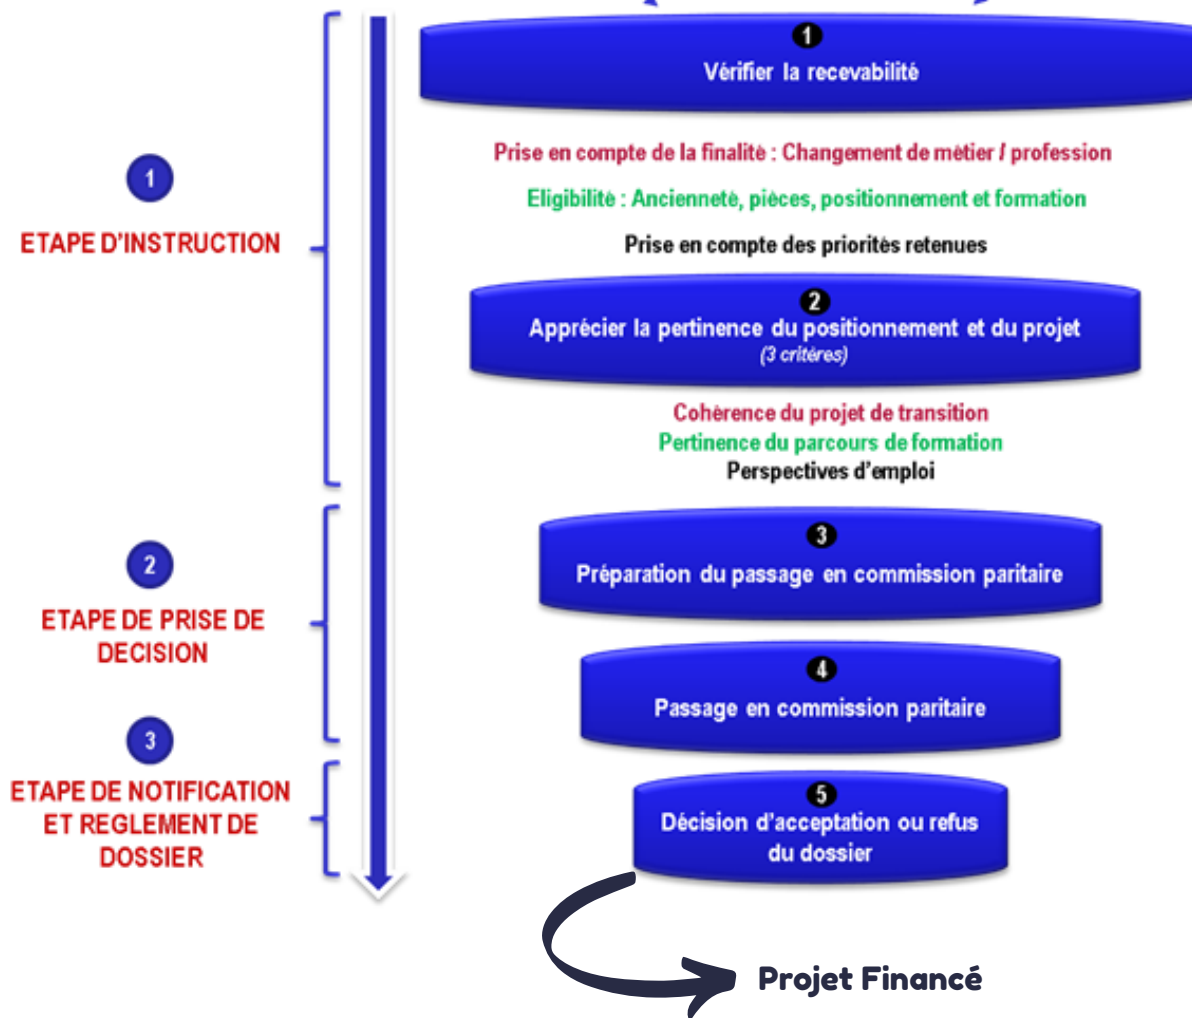 1
Vérifier la recevabilité
Prise en compte de la finalité : Changement de métier / profession
Eligibilité : Ancienneté, pièces, positionnement et formation
Prise en compte des priorités retenues
1
ETAPE D'INSTRUCTION
2
Apprécier la pertinence du positionnement et du projet
(3 critères)
Cohérence du projet de transition
Pertinence du parcours de formation
Perspectives d'emploi
2
ETAPE DE PRISE DE
DECISION
3
Préparation du passage en commission paritaire
4
Passage en commission paritaire
3
ETAPE DE NOTIFICATION
ET REGLEMENT DE
DOSSIER
5
Décision d'acceptation ou refus
du dossier
Projet Financé